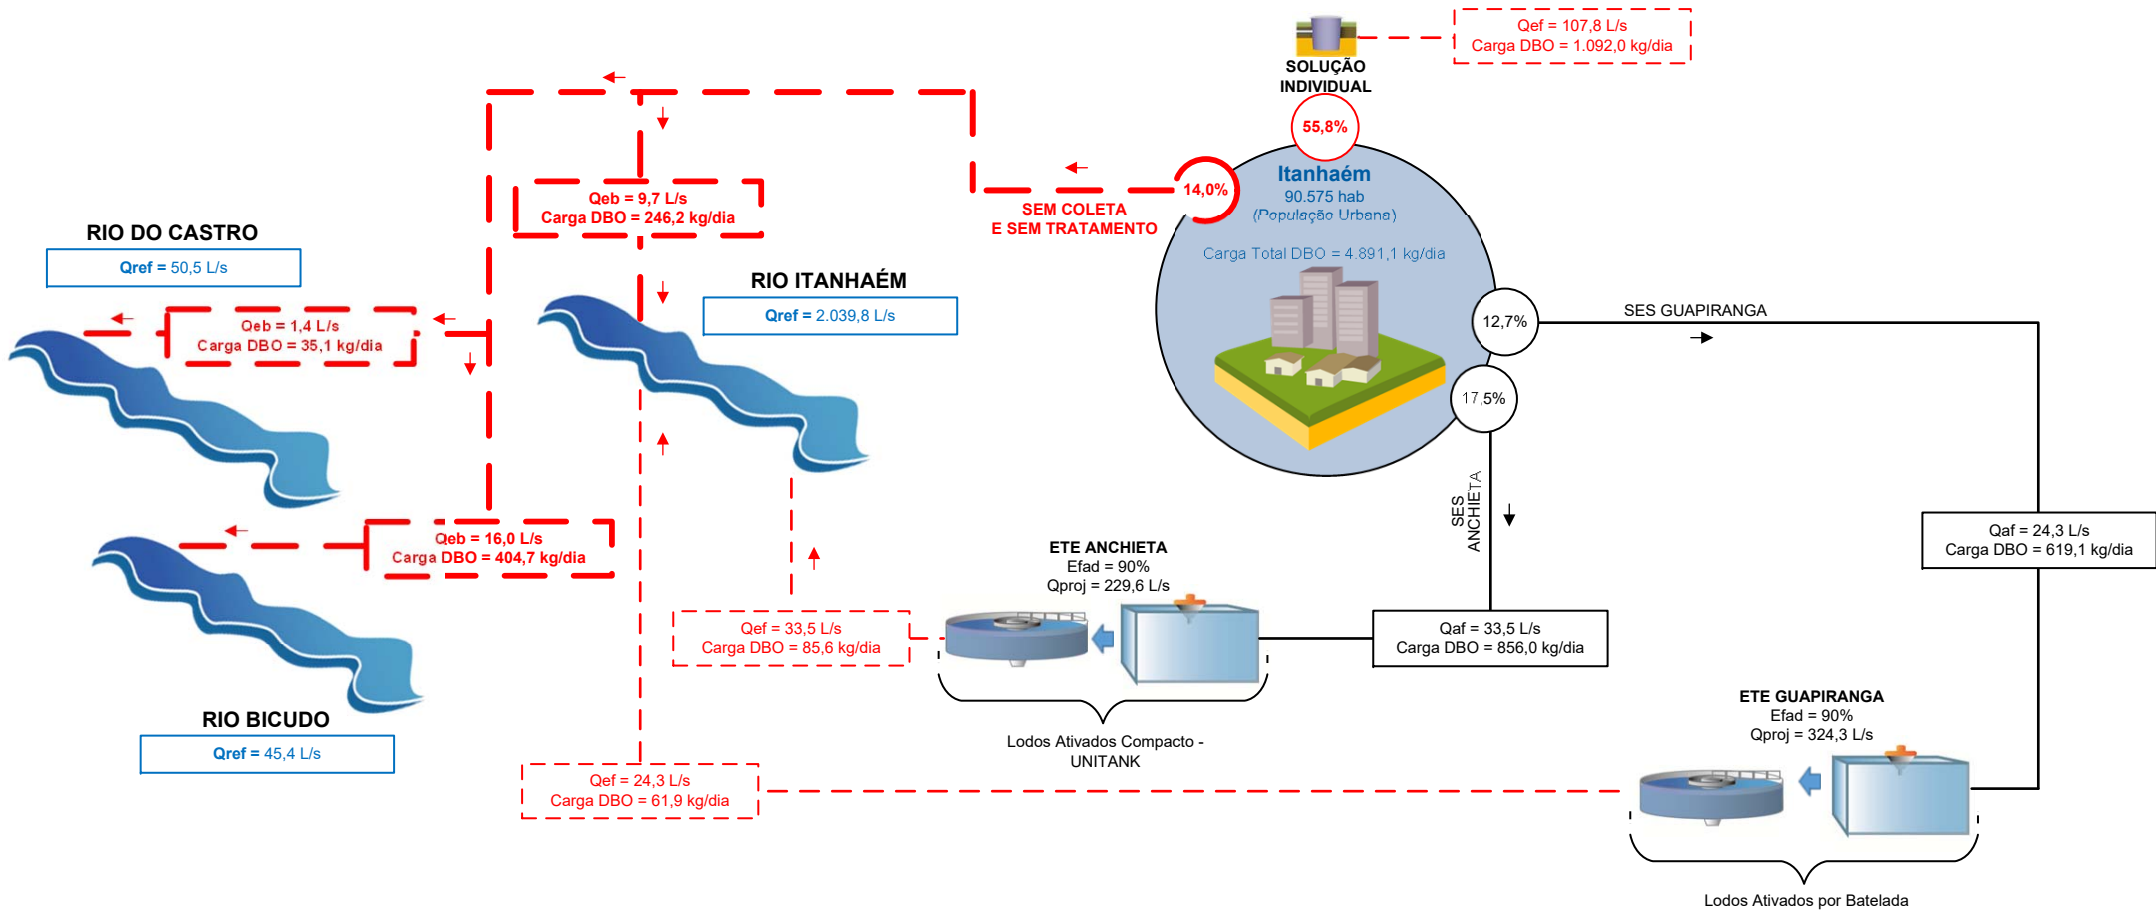 Qef = 107,8 L/s
Carga DBO = 1.092,0 kg/dia
SOLUÇÃO
INDIVIDUAL
55,8%
Itanhaém
90.575 hab
(População Urbana)
Carga Total DBO = 4.891,1 kg/dia
14,0%
SEM COLETA
E SEM TRATAMENTO
Qeb = 9,7 L/s
Carga DBO = 246,2 kg/dia
RIO DO CASTRO
Qref = 50,5 L/s
Qeb = 1,4 L/s
Carga DBO = 35,1 kg/dia
RIO ITANHAÉM
Qref = 2.039,8 L/s
12,7%
SES GUAPIRANGA
17,5%
SES
ANCHIETA
Qeb = 16,0 L/s
Carga DBO = 404,7 kg/dia
RIO BICUDO
Qref = 45,4 L/s
ETE ANCHIETA
Efad = 90%
Qproj = 229,6 L/s
Qaf = 24,3 L/s
Carga DBO = 619,1 kg/dia
Qef = 33,5 L/s
Carga DBO = 85,6 kg/dia
Qaf = 33,5 L/s
Carga DBO = 856,0 kg/dia
Lodos Ativados Compacto -
UNITANK
ETE GUAPIRANGA
Efad = 90%
Qproj = 324,3 L/s
Qef = 24,3 L/s
Carga DBO = 61,9 kg/dia
Lodos Ativados por Batelada